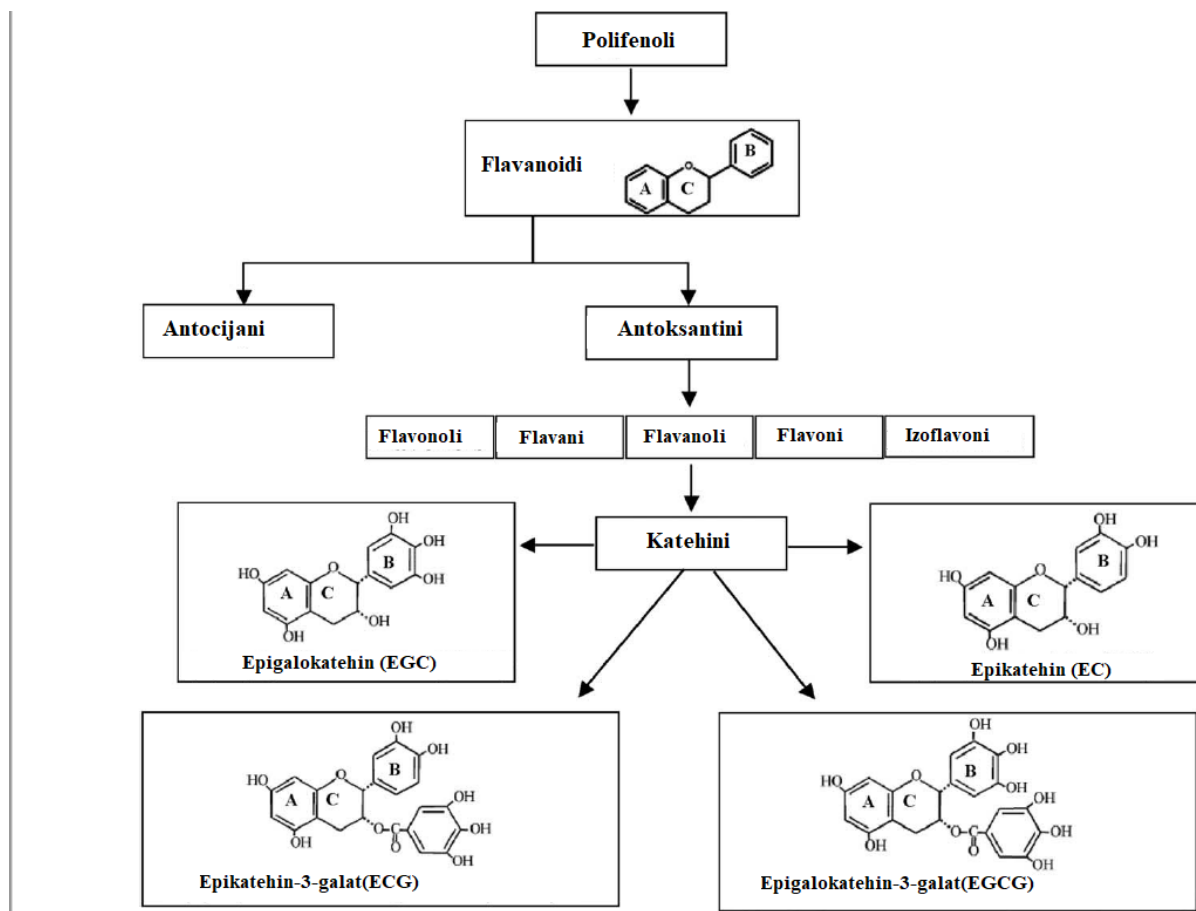 Polifenoli
Flavanoidi
B
O
A
C
Antocijani
Antoksantini
Flavonoli
Flavani
Flavanoli
Flavoni
Izoflavoni
Katehini
OH
OH
B
OH
O
HO
A
C
OH
OH
Epigalokatehin (EGC)
OH
OH
B
O
HO
A
C
OH
OH
Epikatehin (EC)
OH
OH
B
O
HO
A
C
OH
O-C
OH
O
OH
OH
Epikatehin-3-galat(ECG)
OH
OH
B
OH
O
HO
A
C
OH
O-C
OH
O
OH
OH
Epigalokatehin-3-galat(EGCG)